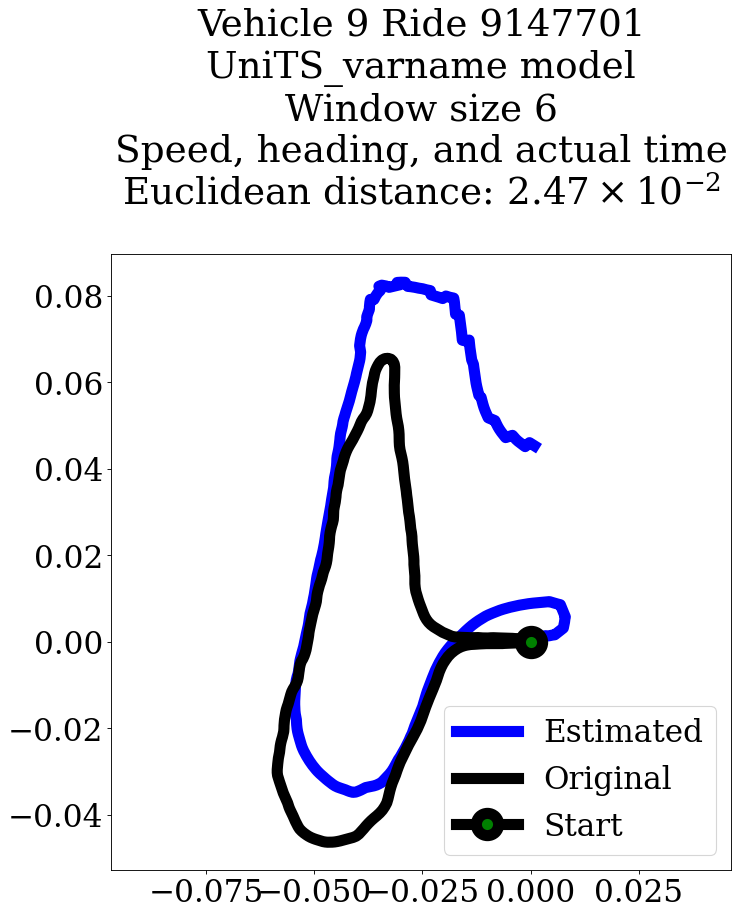 Vehicle 9 Ride 9147701
UniTS_varname model
Window size 6
Speed, heading, and actual time
Euclidean distance: 2.47 × 10⁻²
0.08
0.06
0.04
0.02
0.00
−0.02
−0.04
Estimated
Original
Start
−0.075 −0.050 −0.025 0.000 0.025